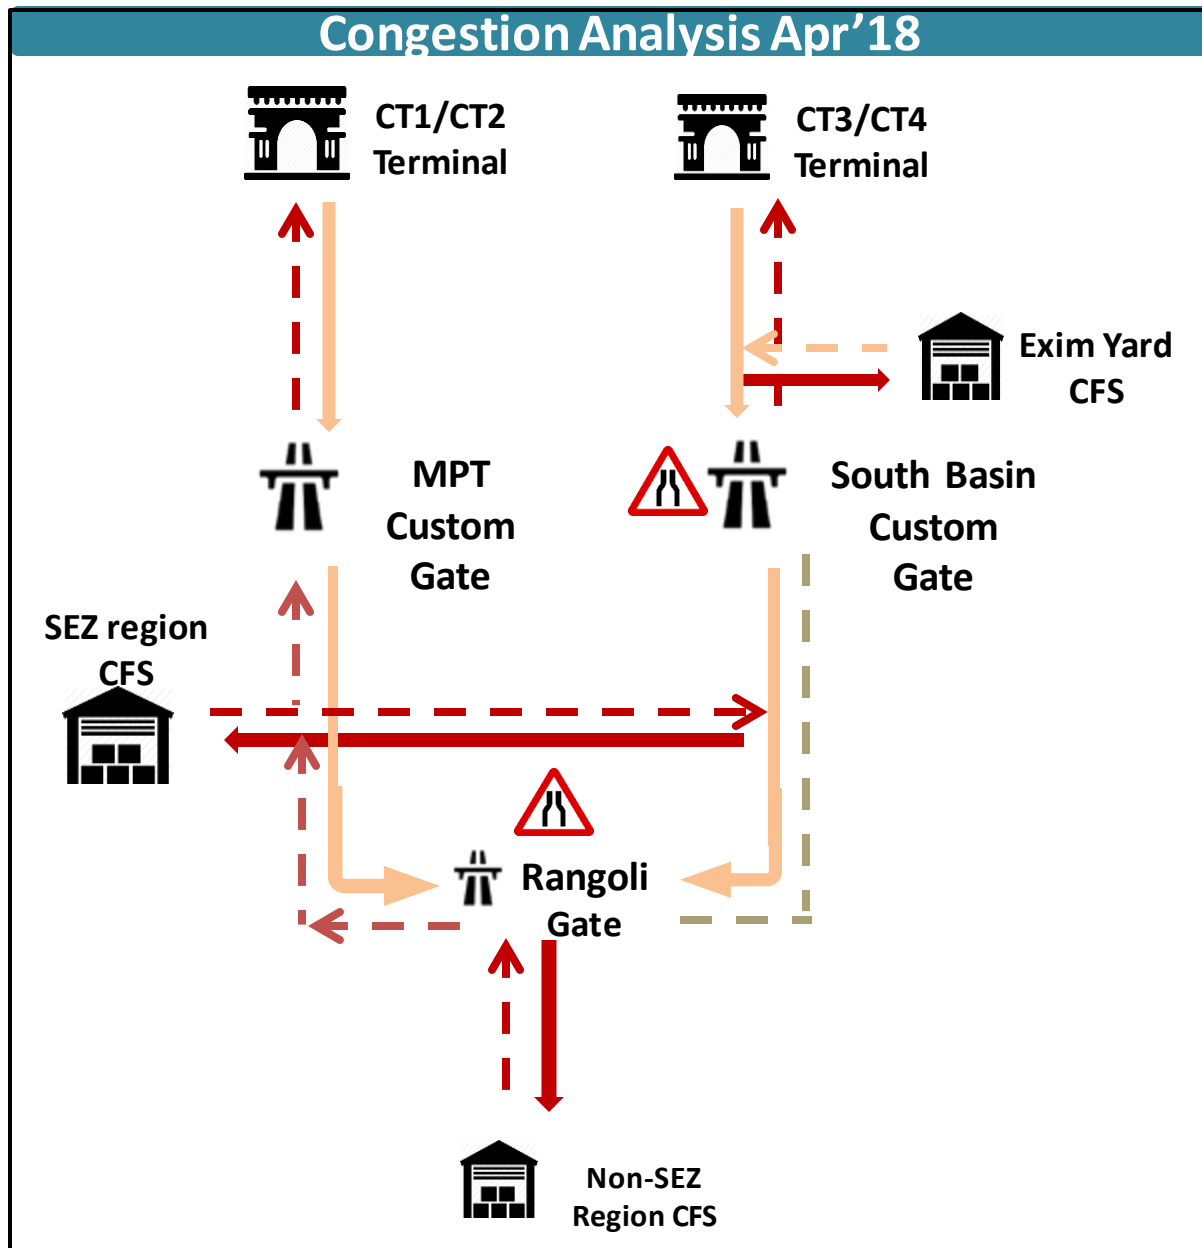 Congestion Analysis Apr’18
CT1/CT2
Terminal
CT3/CT4
Terminal
Exim Yard
CFS
MPT
Custom
Gate
South Basin
Custom
Gate
SEZ region
CFS
Rangoli
Gate
Non-SEZ
Region CFS